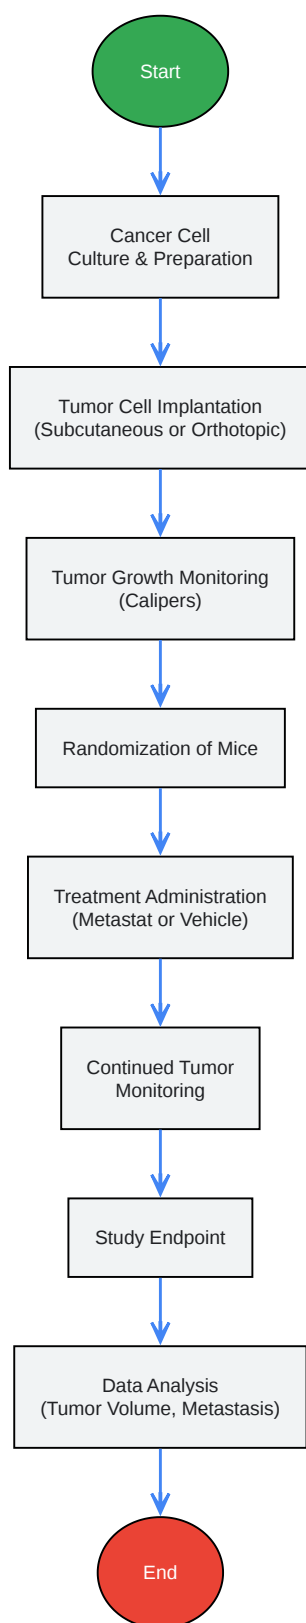 Start
Cancer Cell
Culture & Preparation
Tumor Cell Implantation
(Subcutaneous or Orthotopic)
Tumor Growth Monitoring
(Calipers)
Randomization of Mice
Treatment Administration
(Metastat or Vehicle)
Continued Tumor
Monitoring
Study Endpoint
Data Analysis
(Tumor Volume, Metastasis)
End